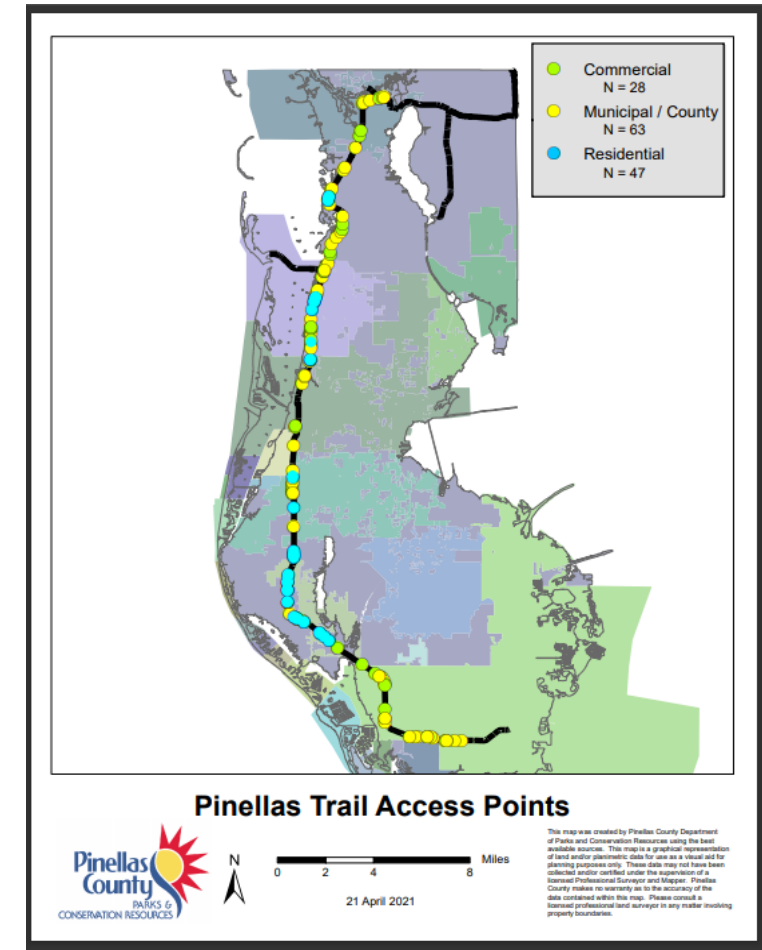 Commercial
N = 28
Municipal / County
N = 63
Residential
N = 47
Pinellas Trail Access Points
Pinellas
County
PARKS &
CONSERVATION RESOURCES
N
Miles
0 2 4 8
21 April 2021
This map was created by Pinellas County Department
of Parks and Conservation Resources using the best
available sources. This map is a graphical representation
of land and/or planimetric data for use as a visual aid for
planning purposes only. These data may not have been
collected and/or certified under the supervision of a
licensed Professional Surveyor and Mapper. Pinellas
County makes no warranty as to the accuracy of the
data contained within this map. Please consult a
licensed professional land surveyor in any matter involving
property boundaries.